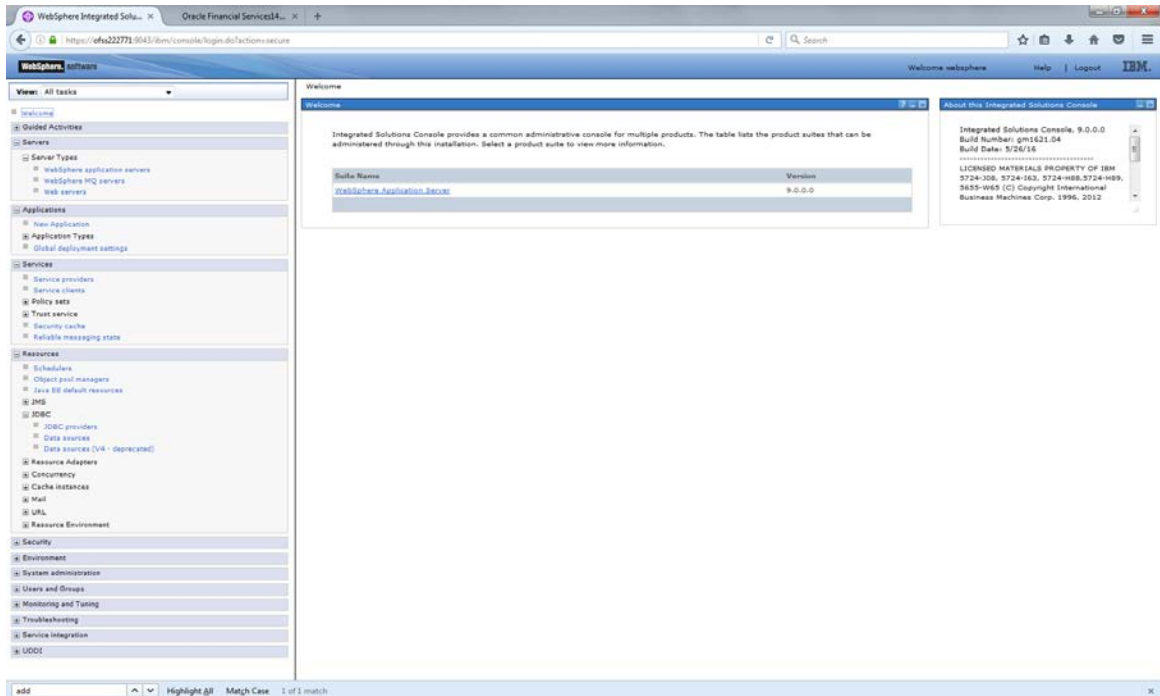 WebSphere Integrated Solu... ×
Oracle Financial Services14... ×
+
https://ofss222771:9043/ibm/console/login.do?action=secure
Search
WebSphere. software
Welcome websphere
Help | Logout
IBM.
View: All tasks
Welcome
Guided Activities
Servers
Server Types
WebSphere application servers
WebSphere MQ servers
Web servers
Applications
New Application
Application Types
Global deployment settings
Services
Service providers
Service clients
Policy sets
Trust service
Security cache
Reliable messaging state
Resources
Schedulers
Object pool managers
Java EE default resources
JMS
JDBC
JDBC providers
Data sources
Data sources (V4 - deprecated)
Resource Adapters
Concurrency
Cache instances
Mail
URL
Resource Environment
Security
Environment
System administration
Users and Groups
Monitoring and Tuning
Troubleshooting
Service integration
UDDI
Welcome
Welcome
Integrated Solutions Console provides a common administrative console for multiple products. The table lists the product suites that can be
administered through this installation. Select a product suite to view more information.
Suite Name Version
WebSphere Application Server 9.0.0.0
About this Integrated Solutions Console
Integrated Solutions Console, 9.0.0.0
Build Number: gm1621.04
Build Date: 5/26/16
LICENSED MATERIALS PROPERTY OF IBM
5724-J08, 5724-I63, 5724-H88,5724-H89,
5655-W65 (C) Copyright International
Business Machines Corp. 1996, 2012
add
Highlight All Match Case 1 of 1 match